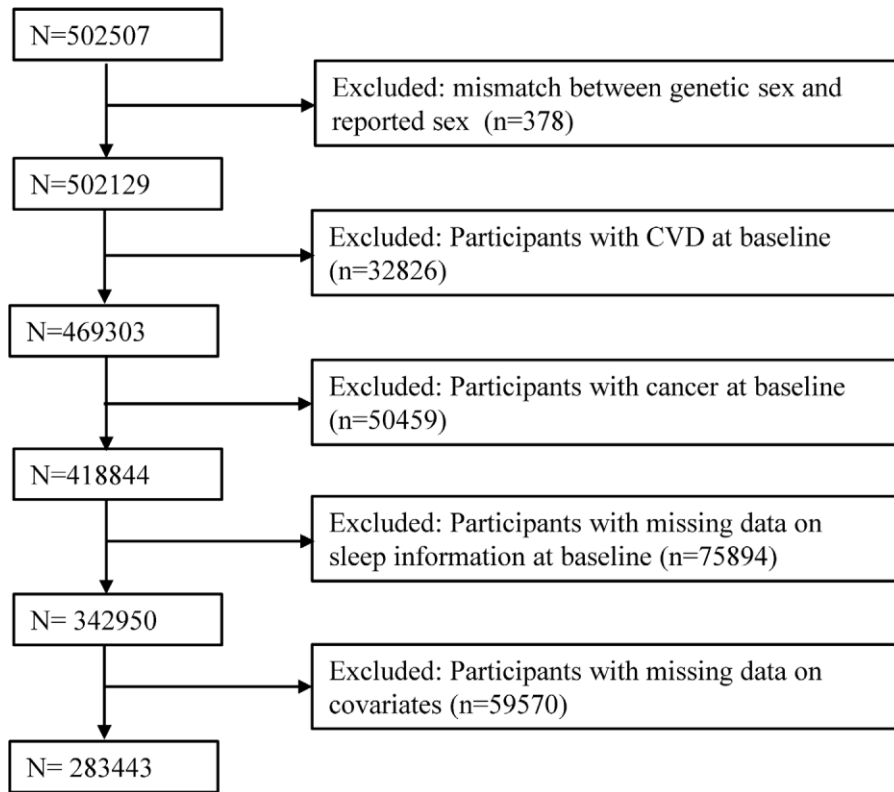 N=502507
Excluded: mismatch between genetic sex and
reported sex  (n=378)
N=502129
Excluded: Participants with CVD at baseline
(n=32826)
N=469303
Excluded: Participants with cancer at baseline
(n=50459)
N=418844
Excluded: Participants with missing data on
sleep information at baseline (n=75894)
N= 342950
Excluded: Participants with missing data on
covariates (n=59570)
N= 283443